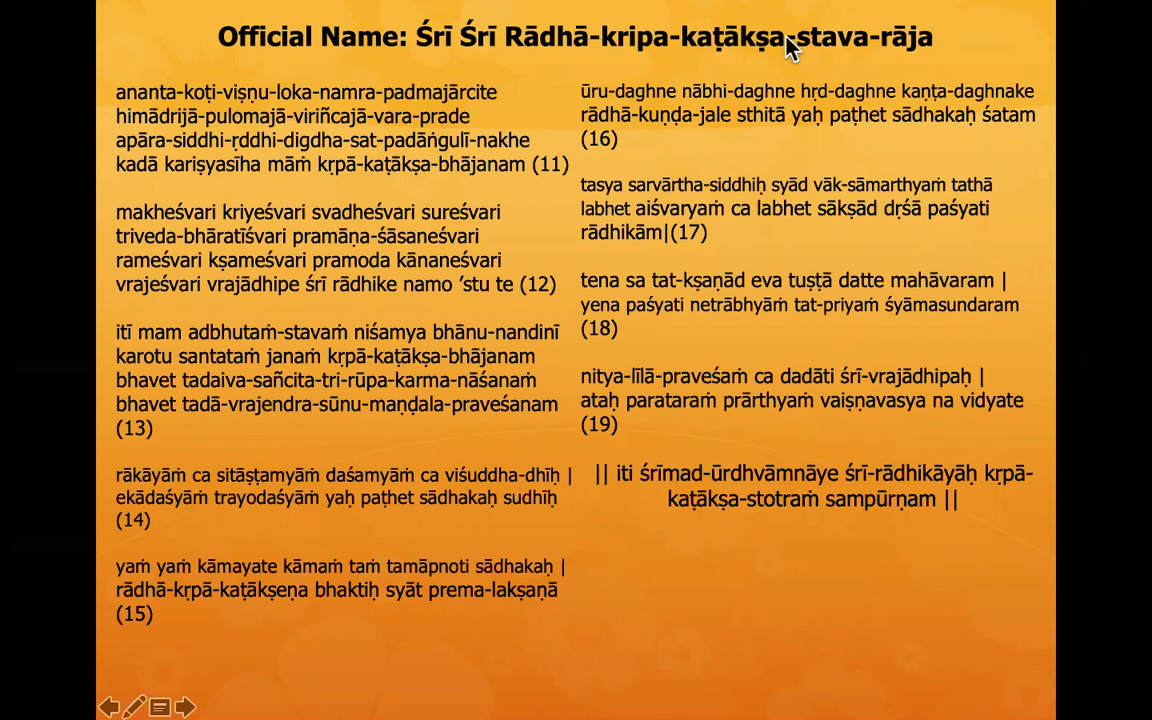 Official Name: Śrī Śrī Rādhā-kripa-kaṭākṣa-stava-rāja
ananta-koṭi-viṣṇu-loka-namra-padmajārcite
himādrijā-pulomajā-viriñcajā-vara-prade
apāra-siddhi-ṛddhi-digdha-sat-padāṅgulī-nakhe
kadā kariṣyasīha māṁ kṛpā-kaṭākṣa-bhājanam (11)
makheśvari kriyeśvari svadheśvari sureśvari
triveda-bhāratīśvari pramāṇa-śāsaneśvari
rameśvari kṣameśvari pramoda kānaneśvari
vrajeśvari vrajādhipe śrī rādhike namo ’stu te (12)
itī mam adbhutaṁ-stavaṁ niśamya bhānu-nandinī
karotu santataṁ janaṁ kṛpā-kaṭākṣa-bhājanam
bhavet tadaiva-sañcita-tri-rūpa-karma-nāśanaṁ
bhavet tadā-vrajendra-sūnu-maṇḍala-praveśanam
(13)
rākāyāṁ ca sitāṣṭamyāṁ daśamyāṁ ca viśuddha-dhīḥ |
ekādaśyāṁ trayodaśyāṁ yaḥ paṭhet sādhakaḥ sudhīḥ
(14)
yaṁ yaṁ kāmayate kāmaṁ taṁ tamāpnoti sādhakaḥ |
rādhā-kṛpā-kaṭākṣeṇa bhaktiḥ syāt prema-lakṣaṇā
(15)
ūru-daghne nābhi-daghne hṛd-daghne kaṇṭa-daghnake
rādhā-kuṇḍa-jale sthitā yaḥ paṭhet sādhakaḥ śatam
(16)
tasya sarvārtha-siddhiḥ syād vāk-sāmarthyaṁ tathā
labhet aiśvaryaṁ ca labhet sākṣād dṛśā paśyati
rādhikām|(17)
tena sa tat-kṣaṇād eva tuṣṭā datte mahāvaram |
yena paśyati netrābhyāṁ tat-priyaṁ śyāmasundaram
(18)
nitya-līlā-praveśaṁ ca dadāti śrī-vrajādhipaḥ |
ataḥ parataraṁ prārthyaṁ vaiṣṇavasya na vidyate
(19)
|| iti śrīmad-ūrdhvāmnāye śrī-rādhikāyāḥ kṛpā-
kaṭākṣa-stotraṁ sampūrṇam ||